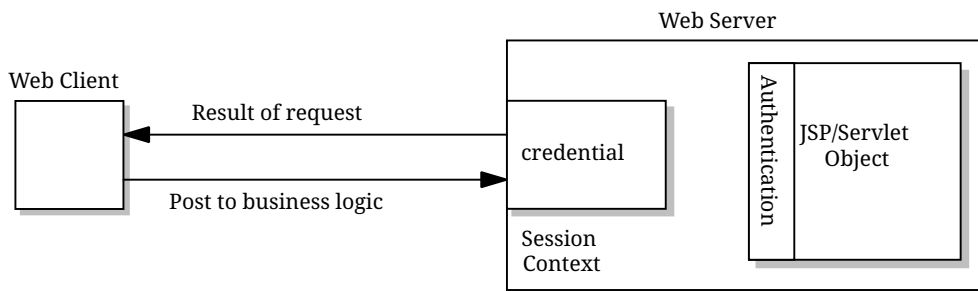 Web Server
Web Client
Result of request
credential
Post to business logic
Session
Context
Authentication
JSP/Servlet
Object